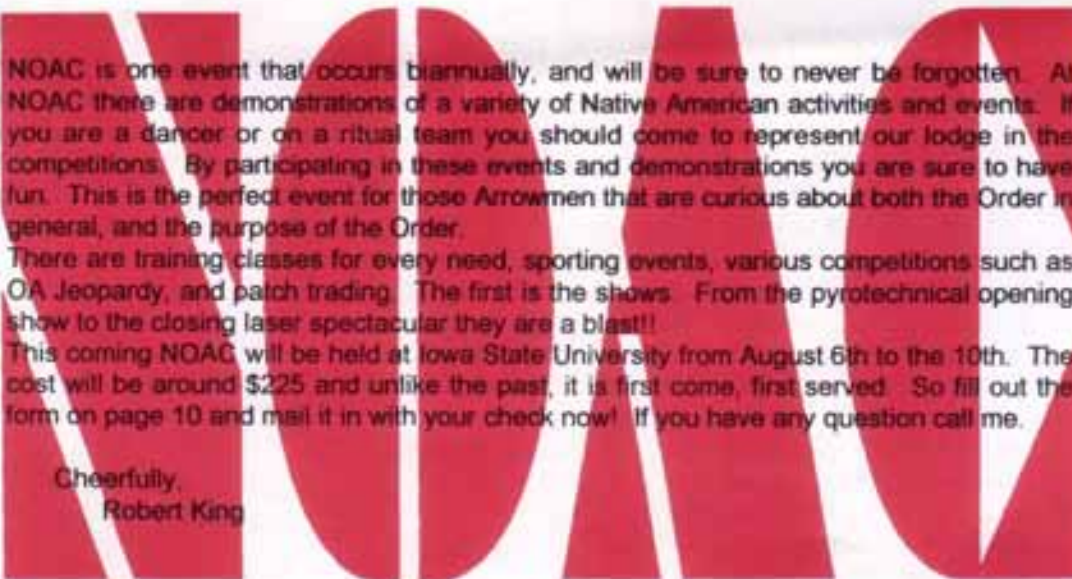 NOAC
NOAC is one event that occurs biannually, and will be sure to never be forgotten. At
NOAC there are demonstrations of a variety of Native American activities and events. If
you are a dancer or on a ritual team you should come to represent our lodge in the
competitions. By participating in these events and demonstrations you are sure to have
fun. This is the perfect event for those Arrowmen that are curious about both the Order in
general, and the purpose of the Order.
There are training classes for every need, sporting events, various competitions such as
OA Jeopardy, and patch trading. The first is the shows. From the pyrotechnical opening
show to the closing laser spectacular they are a blast!!
This coming NOAC will be held at Iowa State University from August 6th to the 10th. The
cost will be around $225 and unlike the past, it is first come, first served. So fill out the
form on page 10 and mail it in with your check now! If you have any question call me.
Cheerfully,
Robert King